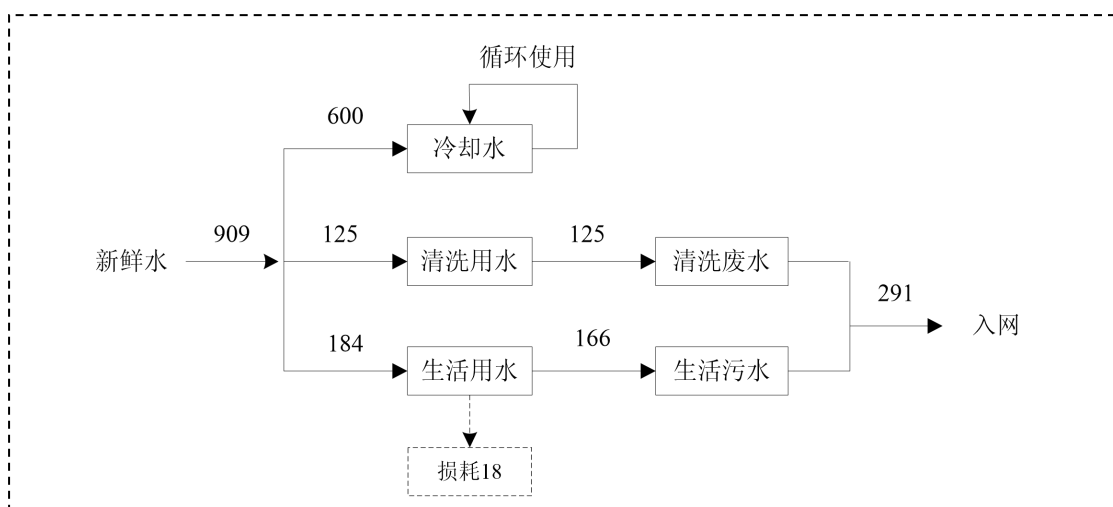 循环使用
600
冷却水
909
125
125
新鲜水
清洗用水
清洗废水
291
入网
184
166
生活用水
生活污水
损耗18